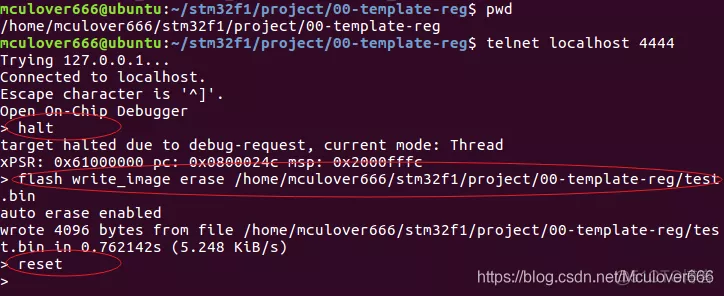 mculover666@ubuntu:~/stm32f1/project/00-template-reg$ pwd
/home/mculover666/stm32f1/project/00-template-reg
mculover666@ubuntu:~/stm32f1/project/00-template-reg$ telnet localhost 4444
Trying 127.0.0.1...
Connected to localhost.
Escape character is '^]'.
Open On-Chip Debugger
> halt
target halted due to debug-request, current mode: Thread
xPSR: 0x61000000 pc: 0x0800024c msp: 0x2000fffc
> flash write_image erase /home/mculover666/stm32f1/project/00-template-reg/test
.bin
auto erase enabled
wrote 4096 bytes from file /home/mculover666/stm32f1/project/00-template-reg/tes
t.bin in 0.762142s (5.248 KiB/s)
> reset
>
https://blog.csdn.net/Mculover666